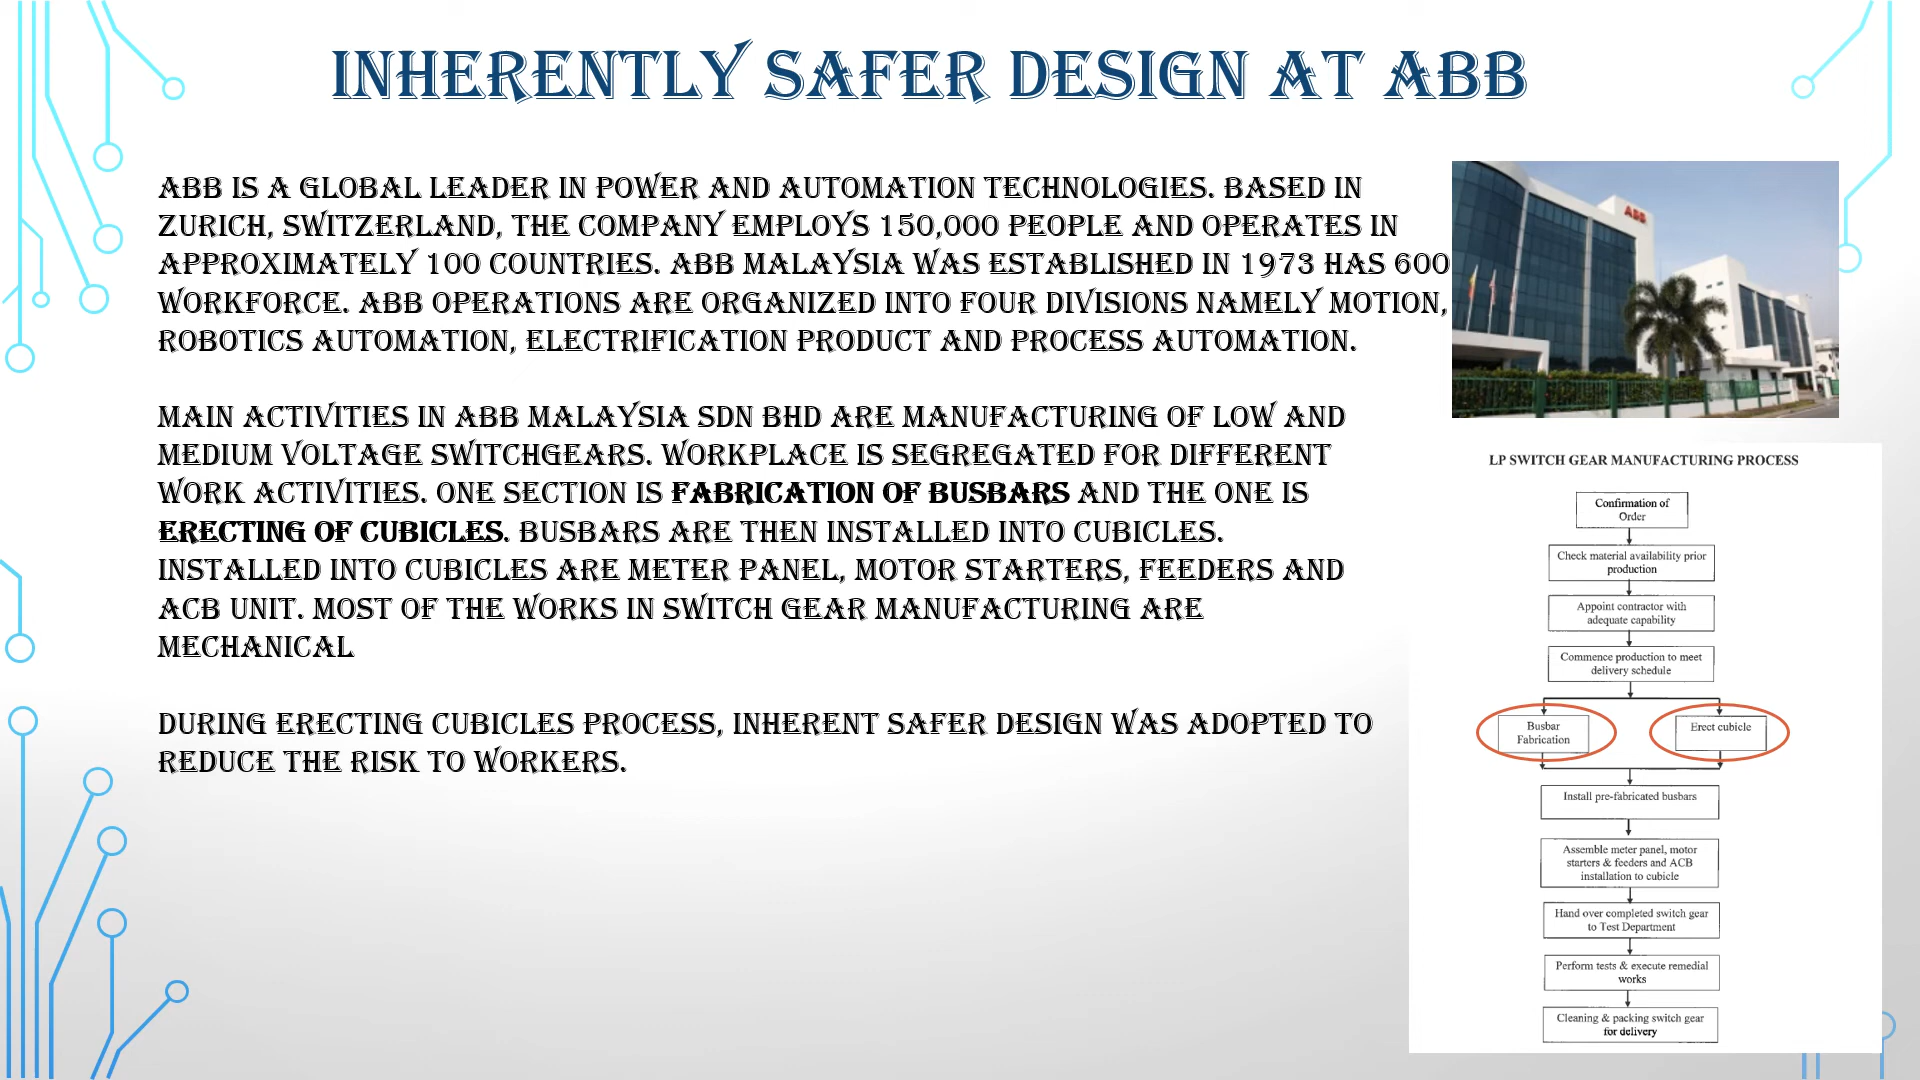 INHERENTLY SAFER DESIGN AT ABB
ABB IS A GLOBAL LEADER IN POWER AND AUTOMATION TECHNOLOGIES. BASED IN
ZURICH, SWITZERLAND, THE COMPANY EMPLOYS 150,000 PEOPLE AND OPERATES IN
APPROXIMATELY 100 COUNTRIES. ABB MALAYSIA WAS ESTABLISHED IN 1973 HAS 600
WORKFORCE. ABB OPERATIONS ARE ORGANIZED INTO FOUR DIVISIONS NAMELY MOTION,
ROBOTICS AUTOMATION, ELECTRIFICATION PRODUCT AND PROCESS AUTOMATION.
MAIN ACTIVITIES IN ABB MALAYSIA SDN BHD ARE MANUFACTURING OF LOW AND
MEDIUM VOLTAGE SWITCHGEARS. WORKPLACE IS SEGREGATED FOR DIFFERENT
WORK ACTIVITIES. ONE SECTION IS FABRICATION OF BUSBARS AND THE ONE IS
ERECTING OF CUBICLES. BUSBARS ARE THEN INSTALLED INTO CUBICLES.
INSTALLED INTO CUBICLES ARE METER PANEL, MOTOR STARTERS, FEEDERS AND
ACB UNIT. MOST OF THE WORKS IN SWITCH GEAR MANUFACTURING ARE
MECHANICAL
DURING ERECTING CUBICLES PROCESS, INHERENT SAFER DESIGN WAS ADOPTED TO
REDUCE THE RISK TO WORKERS.
ABB
LP SWITCH GEAR MANUFACTURING PROCESS
Confirmation of
Order
Check material availability prior
production
Appoint contractor with
adequate capability
Commence production to meet
delivery schedule
Busbar
Fabrication
Erect cubicle
Install pre-fabricated busbars
Assemble meter panel, motor
starters & feeders and ACB
installation to cubicle
Hand over completed switch gear
to Test Department
Perform tests & execute remedial
works
Cleaning & packing switch gear
for delivery